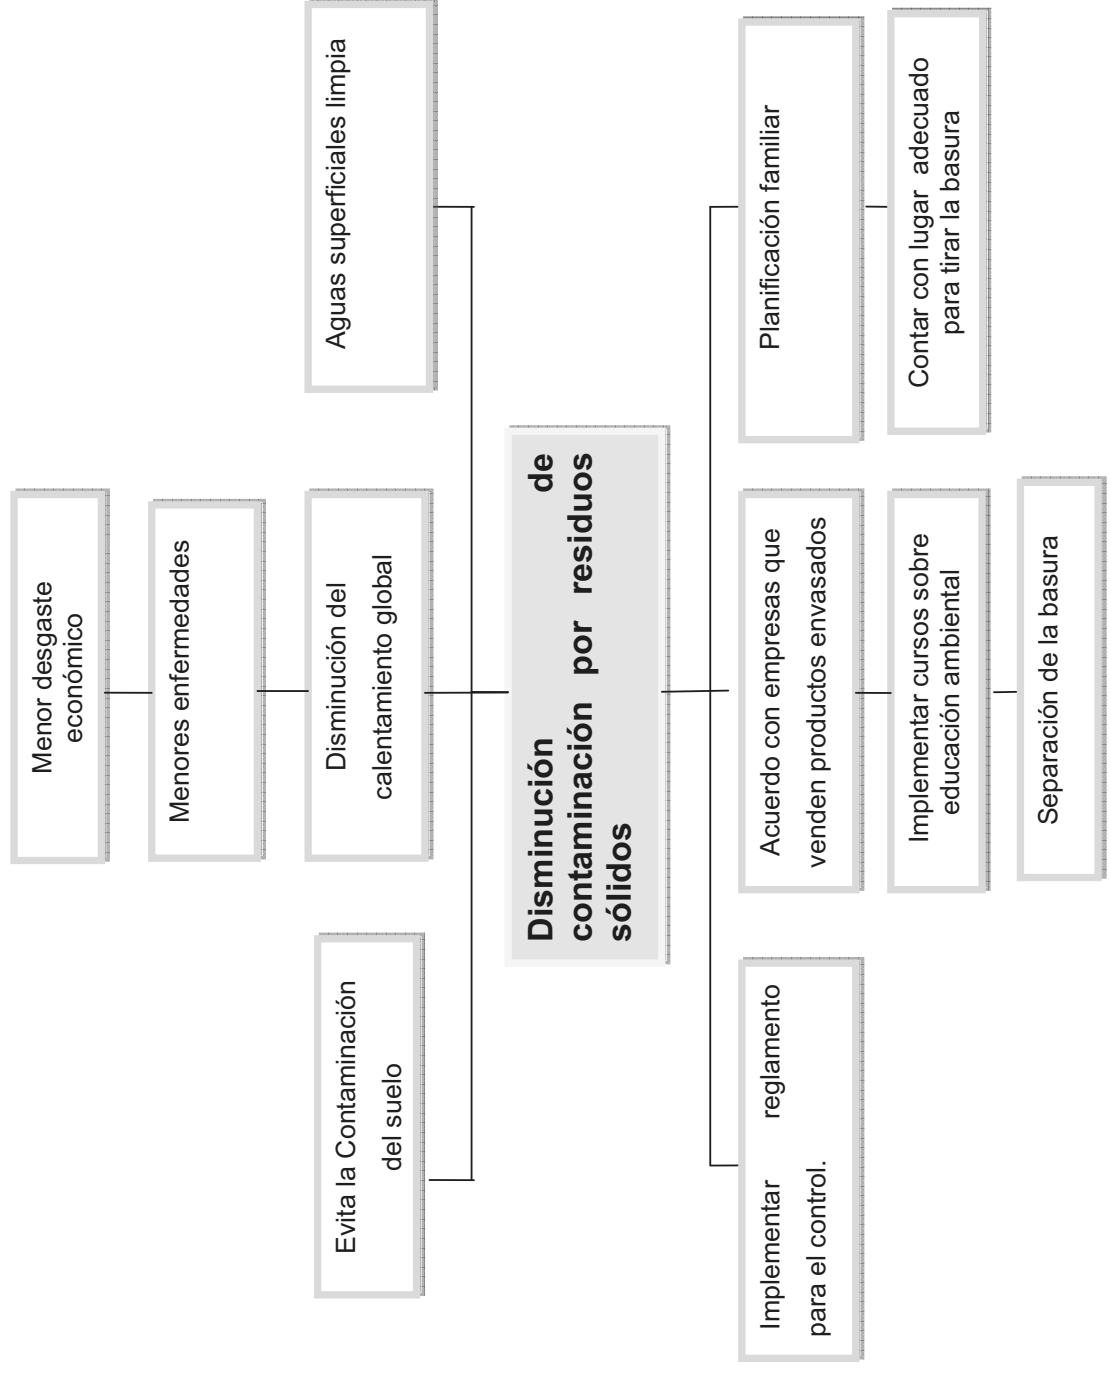 Menor desgaste
económico
Menores enfermedades
Evita la Contaminación
del suelo
Disminución del
calentamiento global
Aguas superficiales limpia
Disminución de
contaminación por residuos
sólidos
Implementar reglamento
para el control.
Acuerdo con empresas que
venden productos envasados
Planificación familiar
Implementar cursos sobre
educación ambiental
Contar con lugar adecuado
para tirar la basura
Separación de la basura